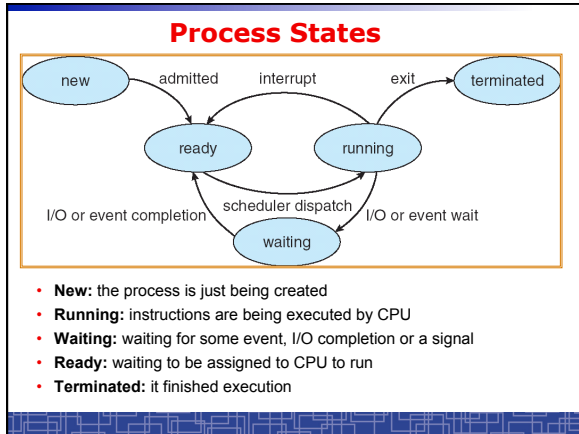 Process States
new
admitted
interrupt
exit
terminated
ready
running
I/O or event completion
scheduler dispatch
I/O or event wait
waiting
• New: the process is just being created
• Running: instructions are being executed by CPU
• Waiting: waiting for some event, I/O completion or a signal
• Ready: waiting to be assigned to CPU to run
• Terminated: it finished execution